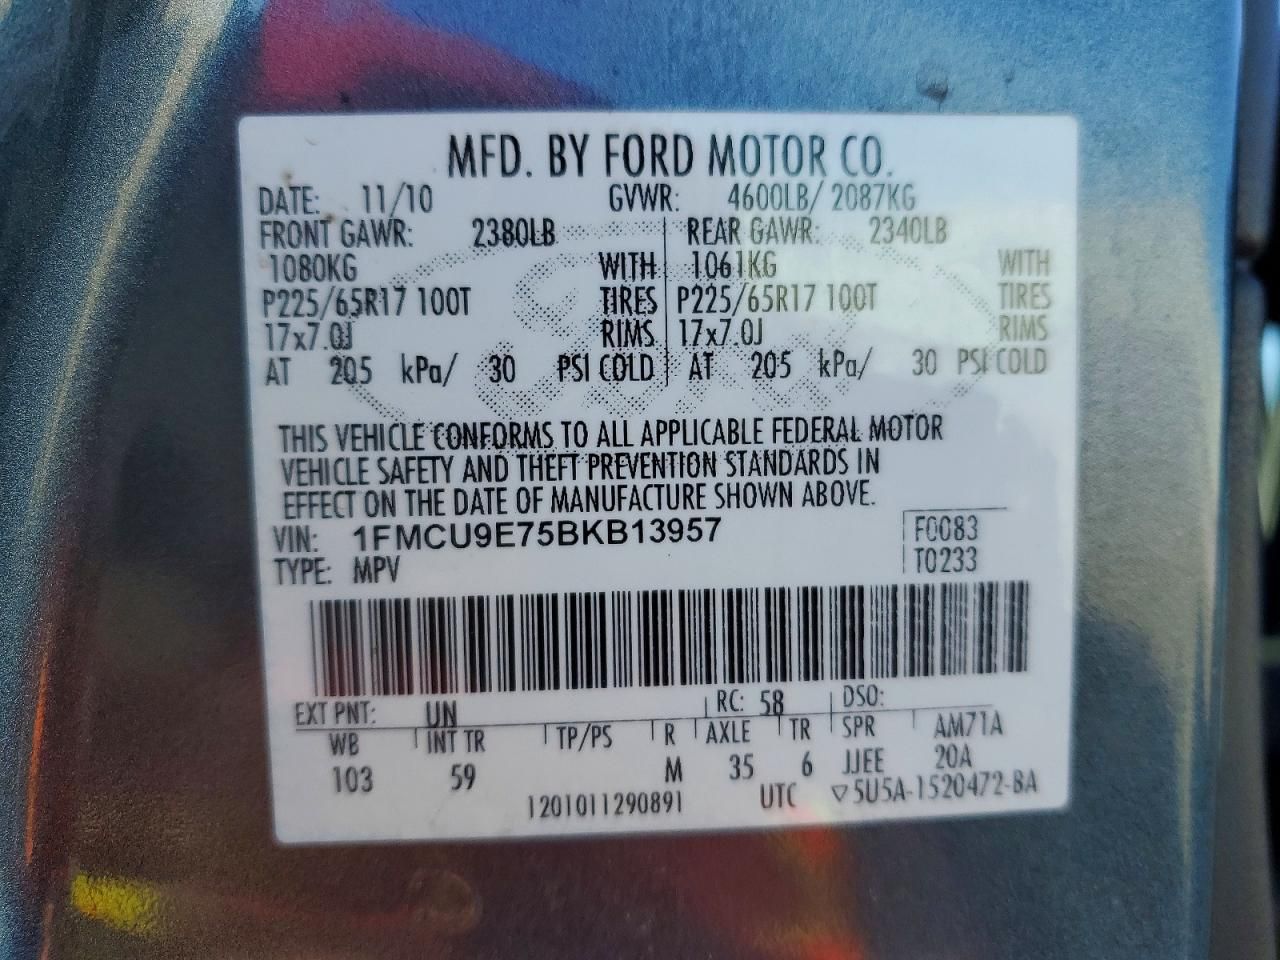 MFD. BY FORD MOTOR CO.
DATE: 11/10 GVWR: 4600LB/ 2087KG
FRONT GAWR: 2380LB REAR GAWR: 2340LB
1080KG WITH 1061KG WITH
P225/65R17 100T TIRES P225/65R17 100T TIRES
17x7.0J RIMS 17x7.0J RIMS
AT 205 kPa/ 30 PSI COLD AT 205 kPa/ 30 PSI COLD
THIS VEHICLE CONFORMS TO ALL APPLICABLE FEDERAL MOTOR
VEHICLE SAFETY AND THEFT PREVENTION STANDARDS IN
EFFECT ON THE DATE OF MANUFACTURE SHOWN ABOVE.
VIN: 1FMCU9E75BKB13957 F0083
TYPE: MPV T0233
EXT PNT: UN RC: 58 DSO:
WB INT TR TP/PS R AXLE TR SPR AM71A
103 59 M 35 6 JJEE 20A
1201011290891 UTC ▽5U5A-1520472-BA